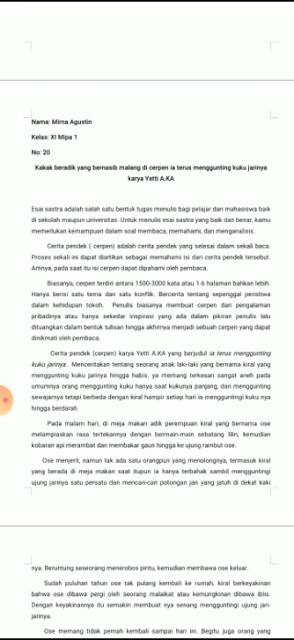 Nama: Mirna Agustin
Kelas: XI Mipa 1
No: 20
Kakak beradik yang bernasib malang di cerpen ia terus menggunting kuku jarinya
karya Yetti A.KA
Esai sastra adalah salah satu bentuk tugas menulis bagi pelajar dan mahasiswa baik
di sekolah maupun universitas. Untuk menulis esai sastra yang baik dan benar, kamu
memerlukan kemampuan dalam soal membaca, memahami, dan menganalisis.
Cerita pendek ( cerpen) adalah cerita pendek yang selesai dalam sekali baca.
Proses sekali ini dapat diartikan sebagai memahami isi dari cerita pendek tersebut.
Artinya, pada saat itu isi cerpen dapat dipahami oleh pembaca.
Biasanya, cerpen terdiri antara 1500-3000 kata atau 1-6 halaman bahkan lebih.
Hanya berisi satu tema dan satu konflik. Bercerita tentang sepenggal peristiwa
dalam kehidupan tokoh. Penulis biasanya membuat cerpen dari pengalaman
pribadinya atau hanya sekedar inspirasi yang ada dalam pikiran penulis lalu
dituangkan dalam bentuk tulisan hingga akhirnya menjadi sebuah cerpen yang dapat
dinikmati oleh pembaca.
Cerita pendek (cerpen) karya Yetti A.KA yang berjudul ia terus menggunting
kuku jarinya . Menceritakan tentang seorang anak laki-laki yang bernama kiral yang
menggunting kuku jarinya hingga habis. ya memang terkesan sangat aneh pada
umumnya orang menggunting kuku hanya saat kukunya panjang, dan menggunting
sewajarnya tetapi berbeda dengan kiral hampir setiap hari ia menggunting kuku nya
hingga berdarah.
Pada malam hari, di meja makan adik perempuan kiral yang bernama ose
melampiaskan rasa tertekannya dengan bermain-main sebatang lilin, kemudian
kobaran api merambat dan membakar gaun hingga ke ujung rambut ose.
Ose menjerit, namun tak ada satu orangpun yang menolongnya, termasuk kiral
yang berada di meja makan saat itupun ia hanya terbahak sambil menggunting
ujung jarinya satu persatu dan mencari-cari potongan jari yang jatuh di dekat kaki
nya. Beruntung seseorang menerobos pintu, kemudian membawa ose keluar.
Sudah puluhan tahun ose tak pulang kembali ke rumah, kiral berkeyakinan
bahwa ose dibawa pergi oleh seorang malaikat atau kemungkinan dibawa iblis.
Dengan keyakinannya itu semakin membuat nya senang menggunting ujung jari-
jarinya.
Ose memang tidak pernah kembali sampai hari ini. Begitu juga orang yang